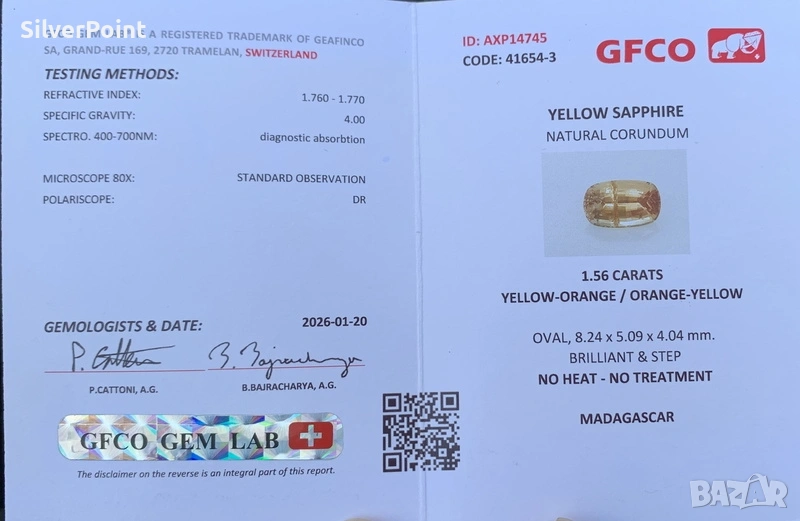 SilverPoint
A REGISTERED TRADEMARK OF GEAFINCO
SA, GRAND-RUE 169, 2720 TRAMELAN, SWITZERLAND
TESTING METHODS:
REFRACTIVE INDEX: 1.760 - 1.770
SPECIFIC GRAVITY: 4.00
SPECTRO. 400-700NM: diagnostic absorbtion
MICROSCOPE 80X: STANDARD OBSERVATION
POLARISCOPE: DR
GEMOLOGISTS & DATE: 2026-01-20
P. Cattoni B. Bajracharya
P.CATTONI, A.G. B.BAJRACHARYA, A.G.
GFCO GEM LAB
The disclaimer on the reverse is an integral part of this report.
ID: AXP14745
CODE: 41654-3
GFCO
YELLOW SAPPHIRE
NATURAL CORUNDUM
1.56 CARATS
YELLOW-ORANGE / ORANGE-YELLOW
OVAL, 8.24 x 5.09 x 4.04 mm.
BRILLIANT & STEP
NO HEAT - NO TREATMENT
MADAGASCAR
BAZAR